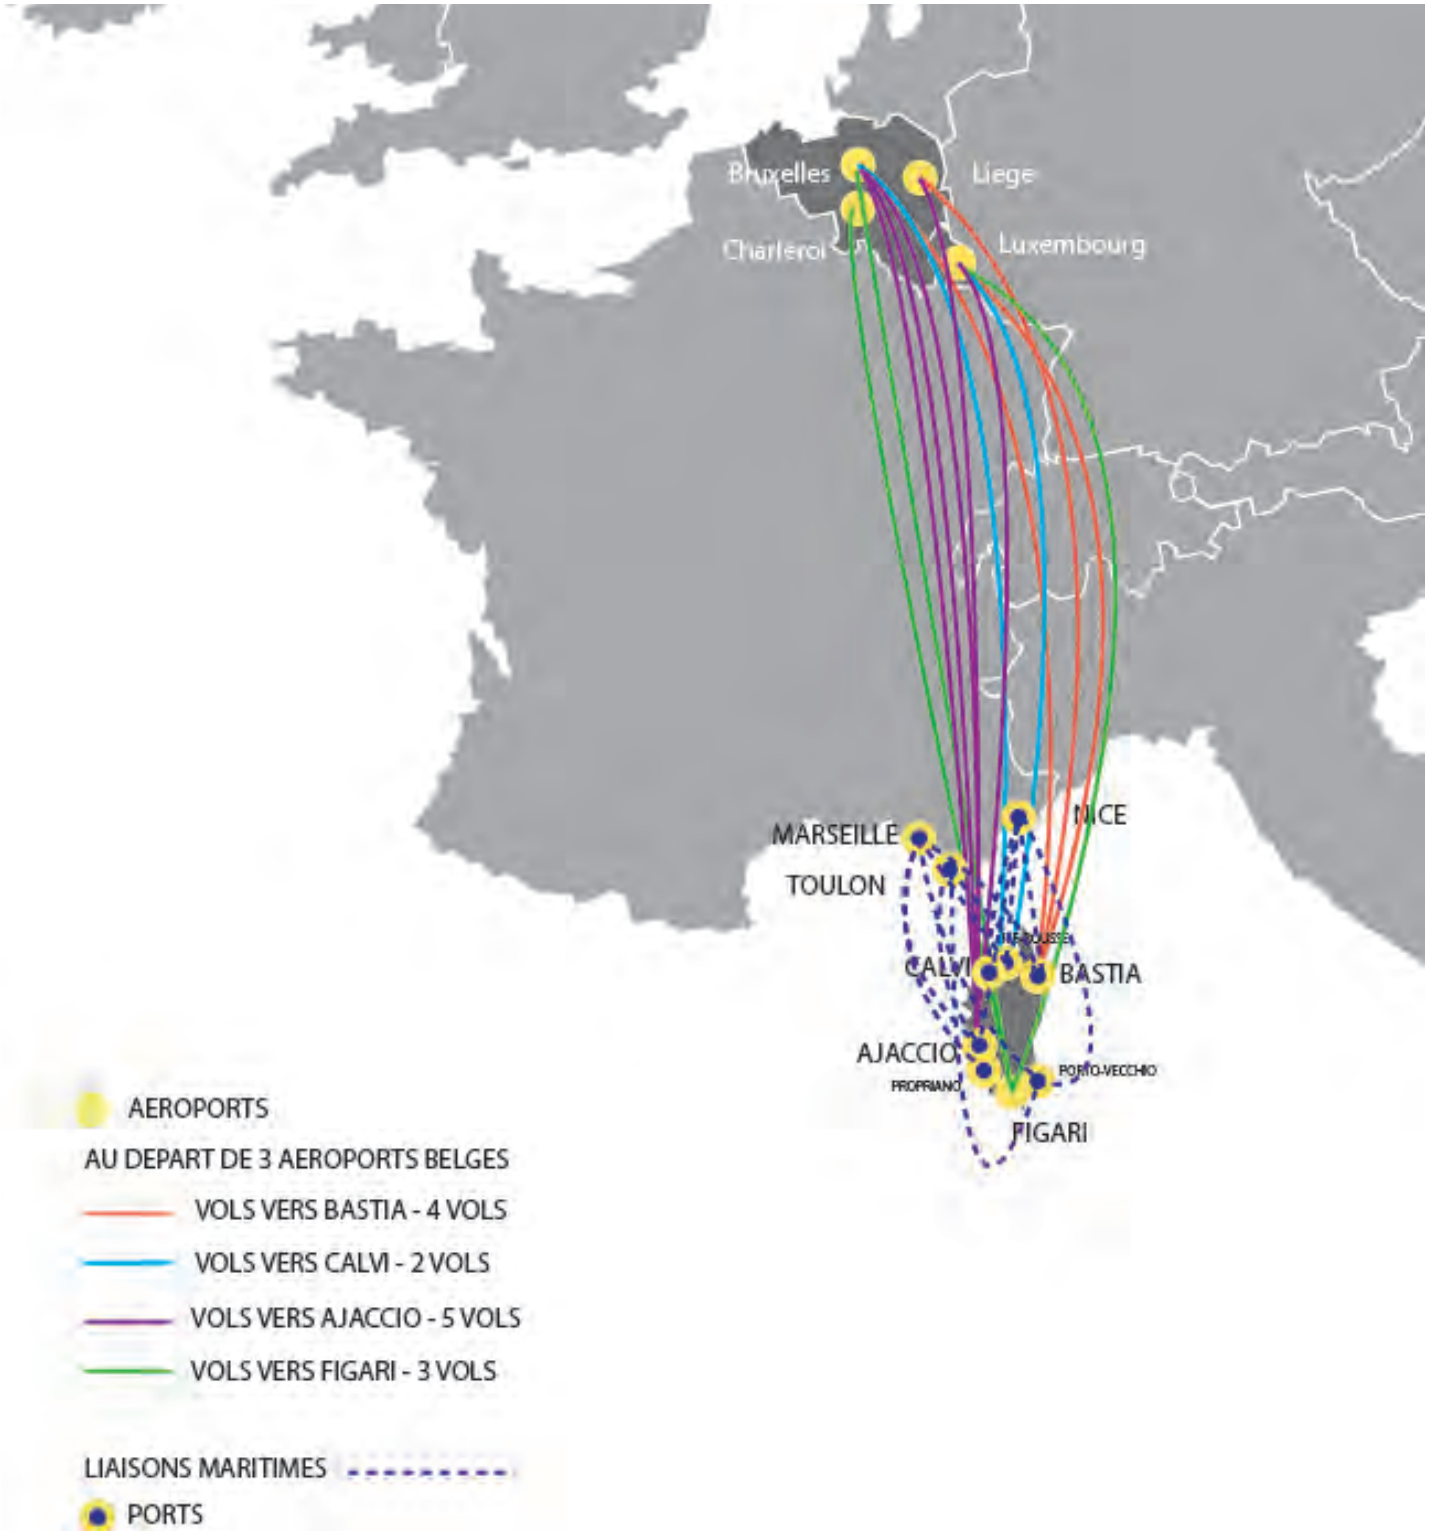 Bruxelles
Liege
Charleroi
Luxembourg
NICE
MARSEILLE
TOULON
CALVI
BASTIA
AJACCIO
PROPRIANO
PORTO-VECCHIO
FIGARI
AEROPORTS
AU DEPART DE 3 AEROPORTS BELGES
VOLS VERS BASTIA - 4 VOLS
VOLS VERS CALVI - 2 VOLS
VOLS VERS AJACCIO - 5 VOLS
VOLS VERS FIGARI - 3 VOLS
LIAISONS MARITIMES
PORTS